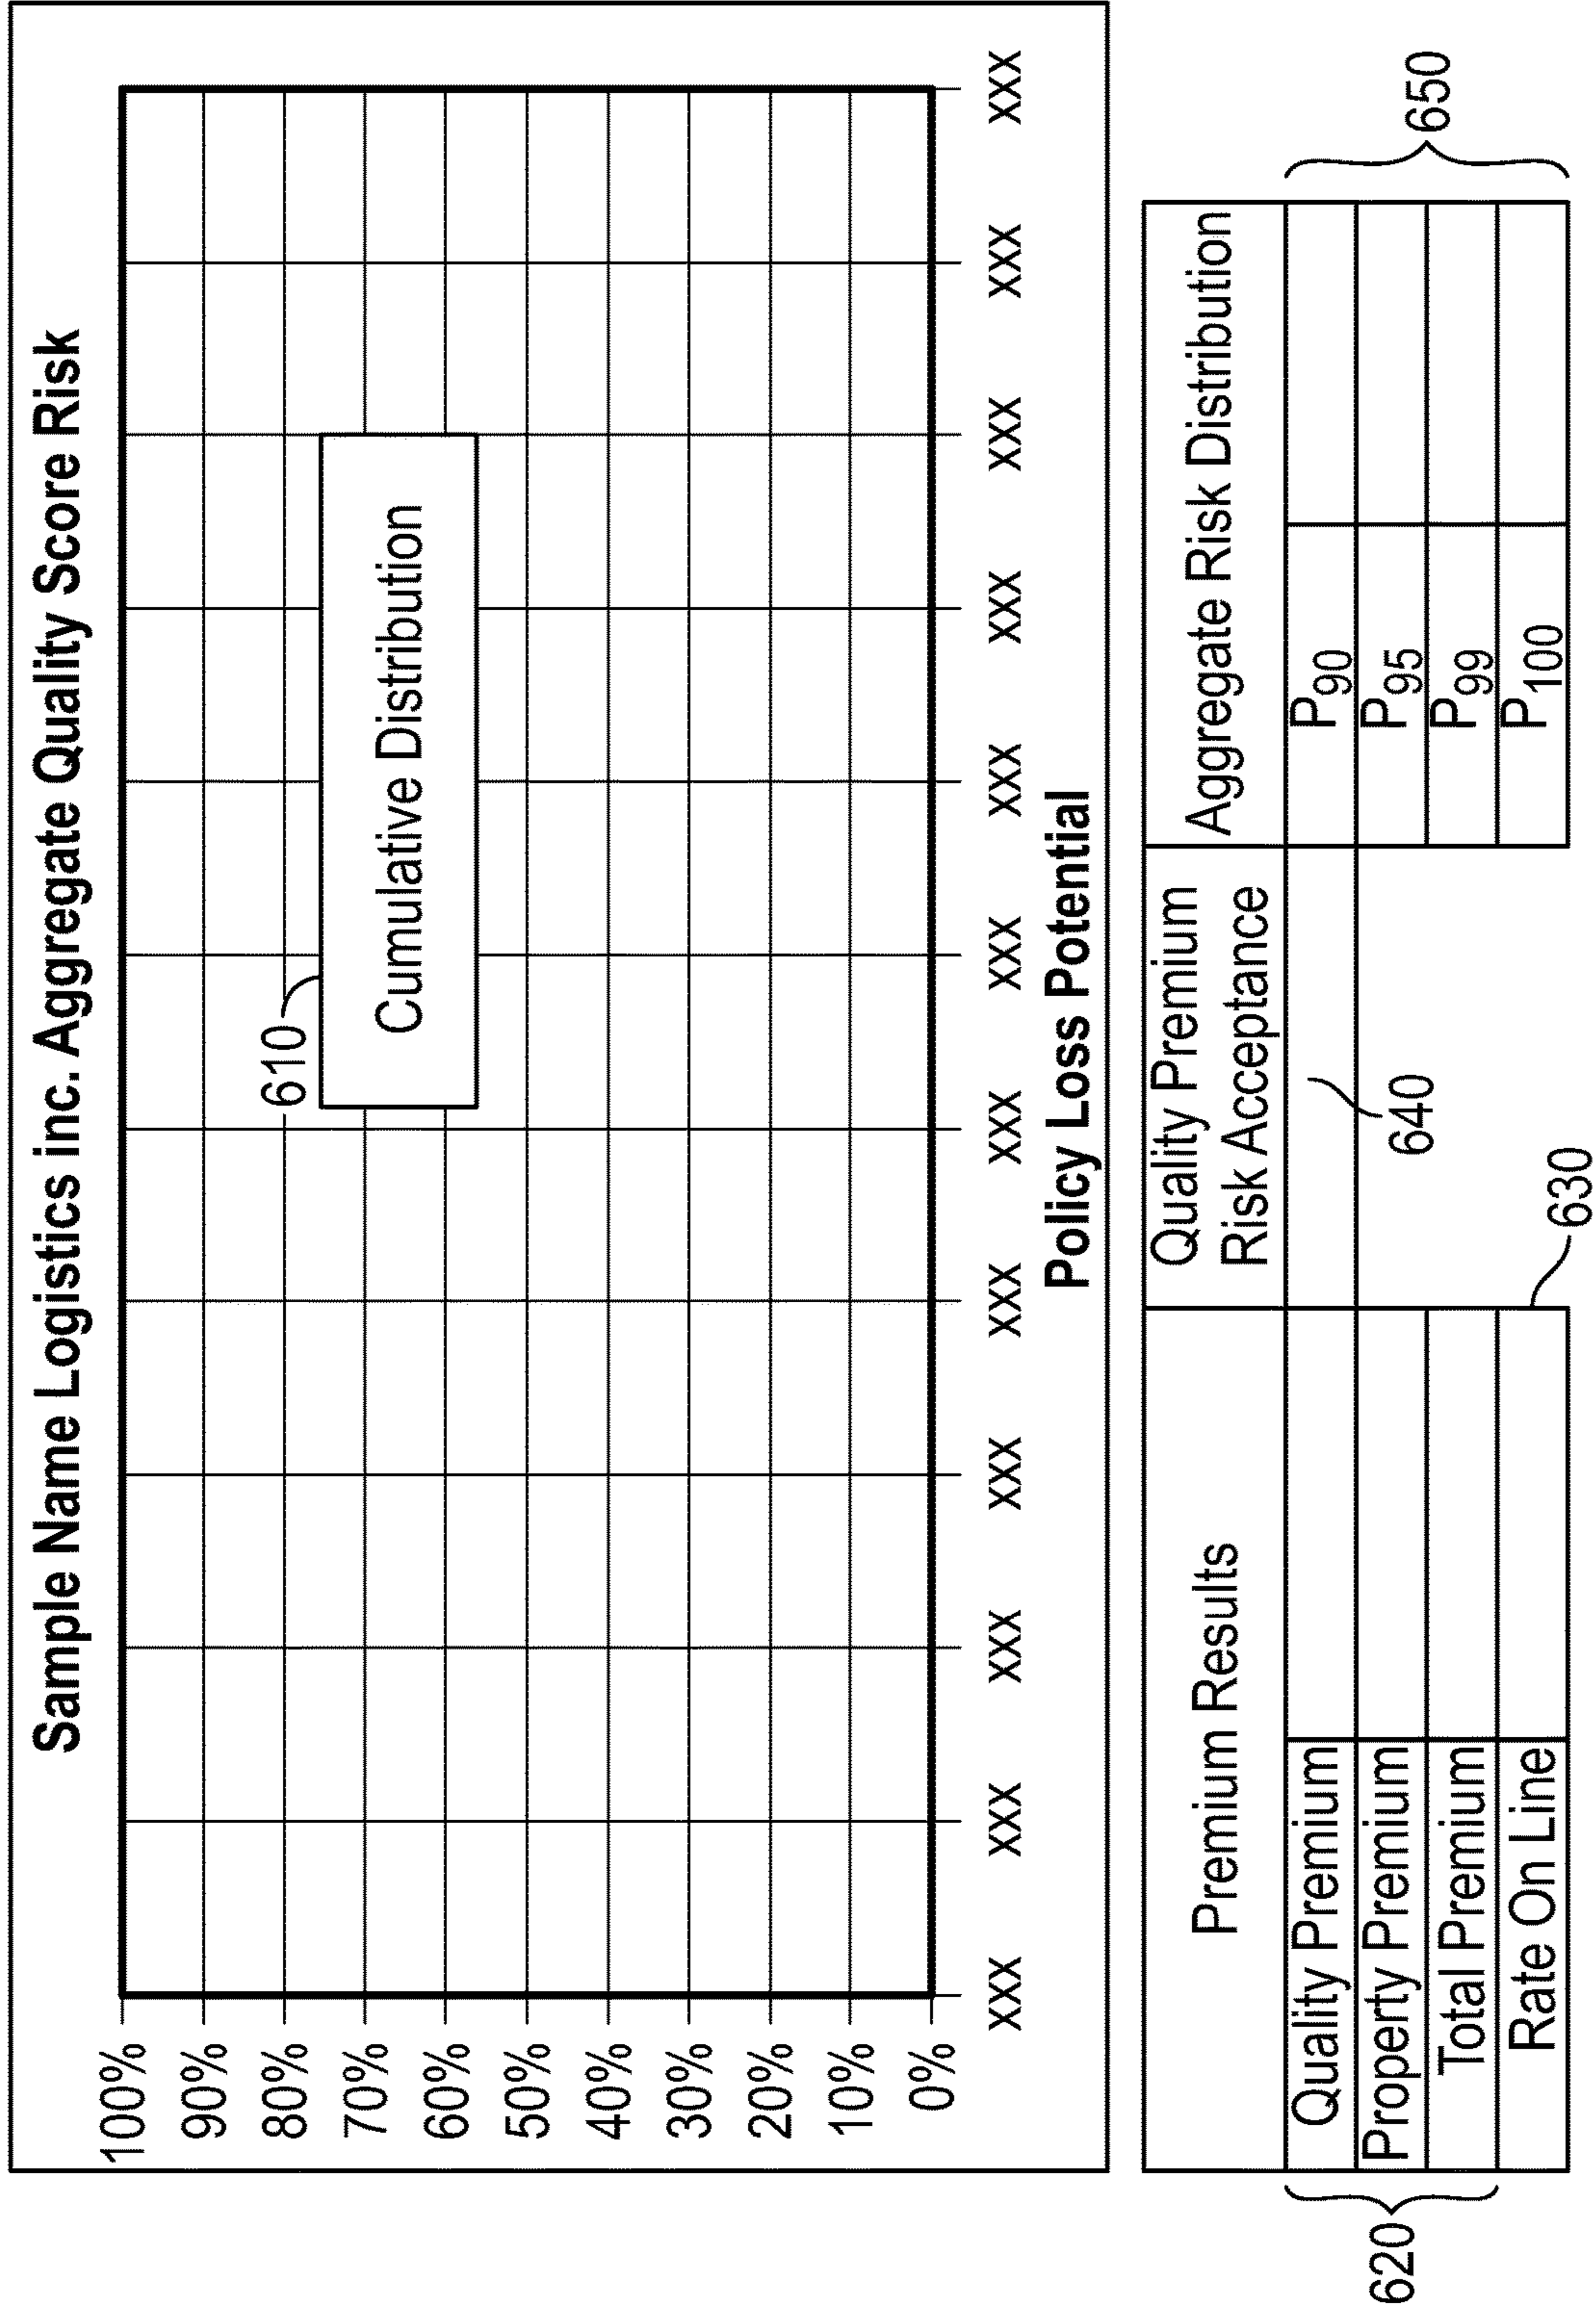 Sample Name Logistics inc. Aggregate Quality Score Risk
100%
90%
80%
70%
60%
50%
40%
30%
20%
10%
0%
610
Cumulative Distribution
XXX XXX XXX XXX XXX XXX XXX XXX XXX XXX XXX XXX
Policy Loss Potential
Premium Results
Quality Premium
Property Premium
Total Premium
Rate On Line
620
630
Quality Premium
Risk Acceptance
640
Aggregate Risk Distribution
P90
P95
P99
P100
650